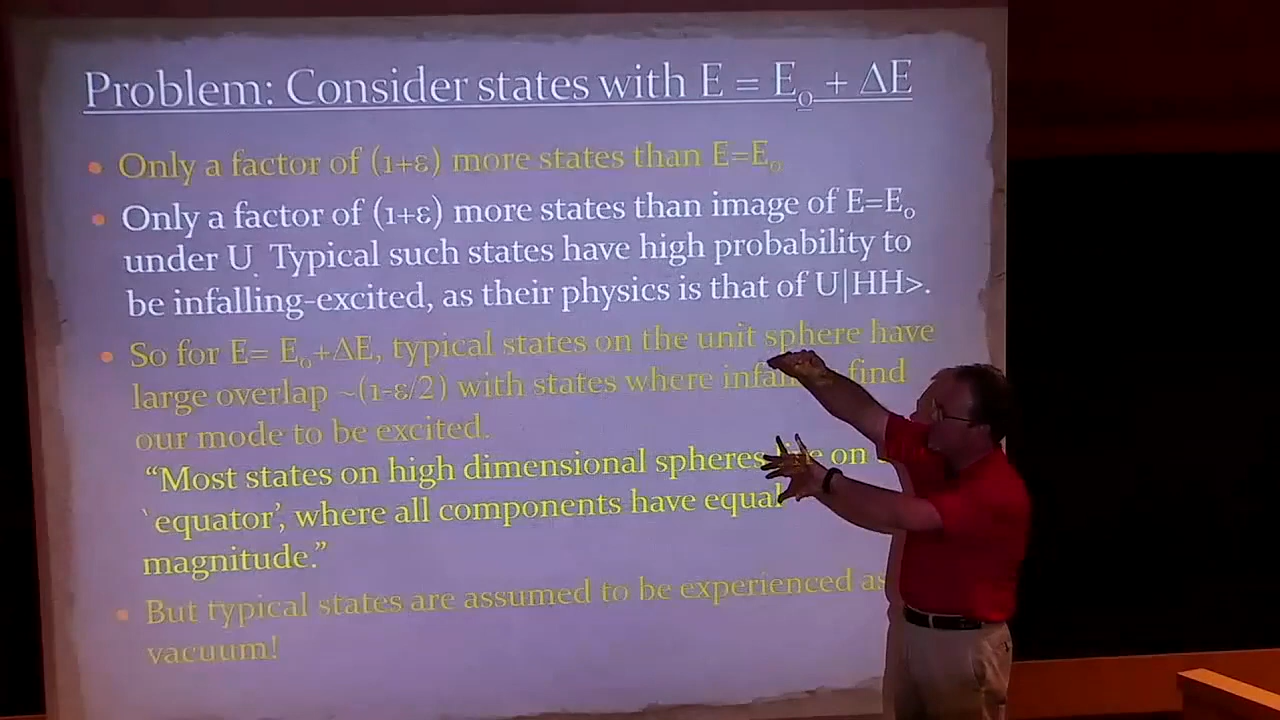 Problem: Consider states with E = E₀ + ΔE
• Only a factor of (1+ε) more states than E=E₀
• Only a factor of (1+ε) more states than image of E=E₀
under U. Typical such states have high probability to
be infalling-excited, as their physics is that of U|HH>.
• So for E= E₀+ΔE, typical states on the unit sphere have
large overlap ~(1-ε/2) with states where find
our mode to be excited.
“Most states on high dimensional spheres on
`equator’, where all components have equal
magnitude.”
• But typical states are assumed to be experienced as
vacuum!